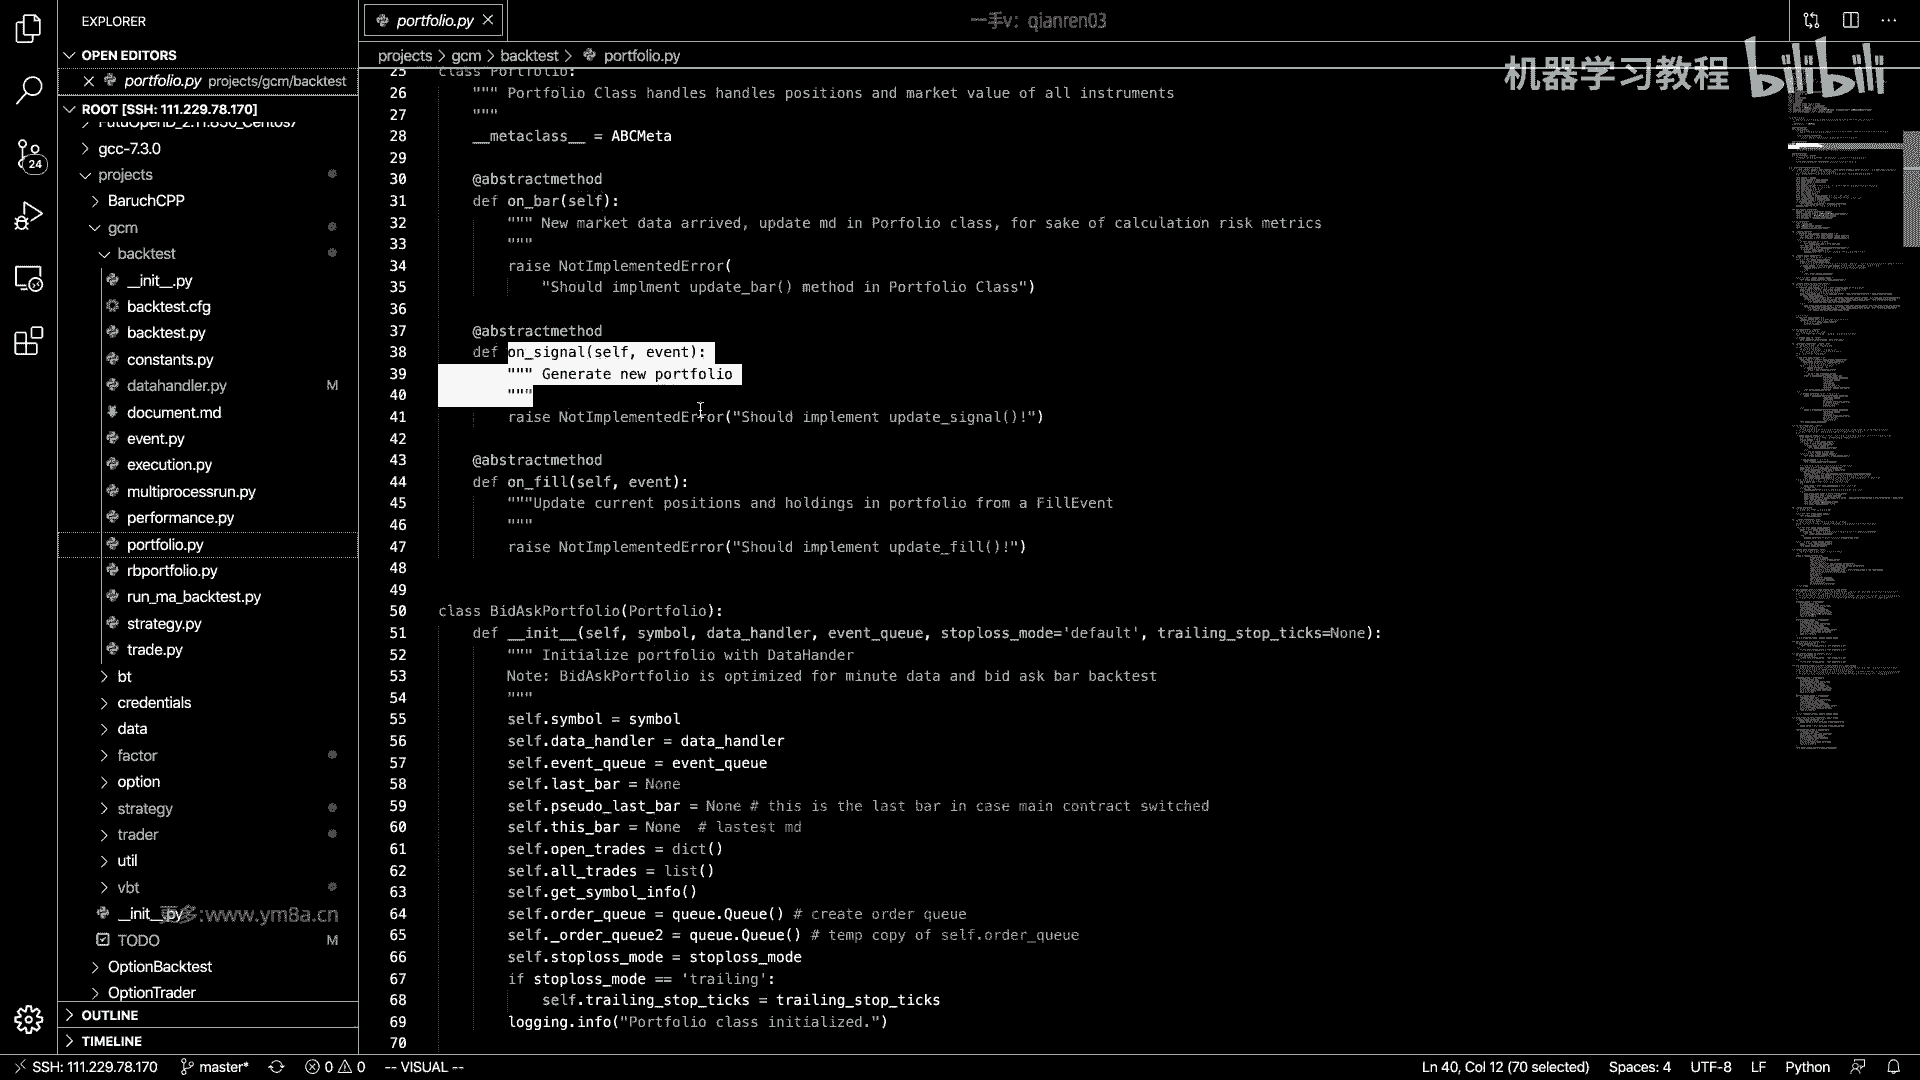 EXPLORER
OPEN EDITORS
portfolio.py projects/gcm/backtest
ROOT [SSH: 111.229.78.170]
gcc-7.3.0
projects
BaruchCPP
gcm
backtest
__init__.py
backtest.cfg
backtest.py
constants.py
datahandler.py M
document.md
event.py
execution.py
multiprocessrun.py
performance.py
portfolio.py
rbportfolio.py
run_ma_backtest.py
strategy.py
trade.py
bt
credentials
data
factor
option
strategy
trader
util
vbt
__init__.py
更多:www.ym8a.cn
TODO M
OptionBacktest
OptionTrader
OUTLINE
TIMELINE
24
portfolio.py
一手v: qianren03
机器学习教程 bilibili
projects > gcm > backtest > portfolio.py
25 class Portfolio:
26 """ Portfolio Class handles handles positions and market value of all instruments
27 """
28 __metaclass__ = ABCMeta
29
30 @abstractmethod
31 def on_bar(self):
32 """ New market data arrived, update md in Porfolio class, for sake of calculation risk metrics
33 """
34 raise NotImplementedError(
35 "Should implment update_bar() method in Portfolio Class")
36
37 @abstractmethod
38 def on_signal(self, event):
39 """ Generate new portfolio
40 """
41 raise NotImplementedError("Should implement update_signal()!")
42
43 @abstractmethod
44 def on_fill(self, event):
45 """Update current positions and holdings in portfolio from a FillEvent
46 """
47 raise NotImplementedError("Should implement update_fill()!")
48
49
50 class BidAskPortfolio(Portfolio):
51 def __init__(self, symbol, data_handler, event_queue, stoploss_mode='default', trailing_stop_ticks=None):
52 """ Initialize portfolio with DataHander
53 Note: BidAskPortfolio is optimized for minute data and bid ask bar backtest
54 """
55 self.symbol = symbol
56 self.data_handler = data_handler
57 self.event_queue = event_queue
58 self.last_bar = None
59 self.pseudo_last_bar = None # this is the last bar in case main contract switched
60 self.this_bar = None # lastest md
61 self.open_trades = dict()
62 self.all_trades = list()
63 self.get_symbol_info()
64 self.order_queue = queue.Queue() # create order queue
65 self._order_queue2 = queue.Queue() # temp copy of self.order_queue
66 self.stoploss_mode = stoploss_mode
67 if stoploss_mode == 'trailing':
68 self.trailing_stop_ticks = trailing_stop_ticks
69 logging.info("Portfolio class initialized.")
70
SSH: 111.229.78.170 master* 0 0 -- VISUAL -- Ln 40, Col 12 (70 selected) Spaces: 4 UTF-8 LF Python